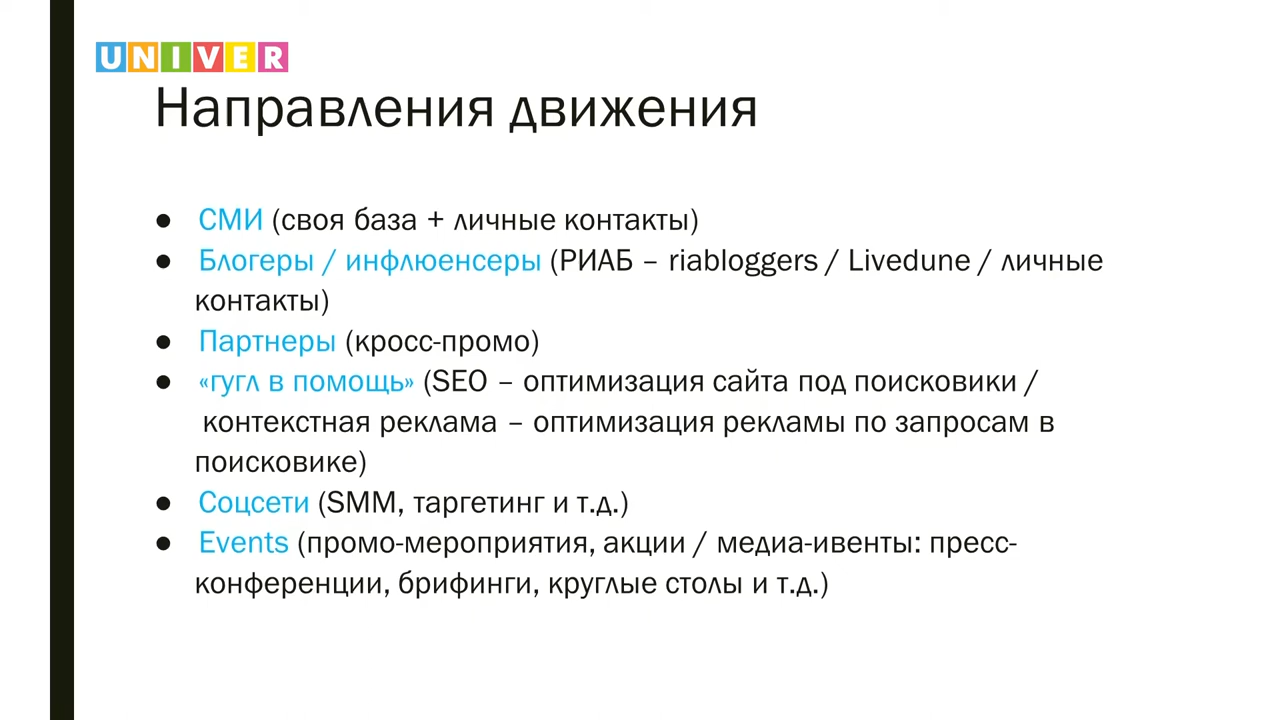 UNIVER
Направления движения
● СМИ (своя база + личные контакты)
● Блогеры / инфлюенсеры (РИАБ – riabloggers / Livedune / личные
контакты)
● Партнеры (кросс-промо)
● «гугл в помощь» (SEO – оптимизация сайта под поисковики /
контекстная реклама – оптимизация рекламы по запросам в
поисковике)
● Соцсети (SMM, таргетинг и т.д.)
● Events (промо-мероприятия, акции / медиа-ивенты: пресс-
конференции, брифинги, круглые столы и т.д.)